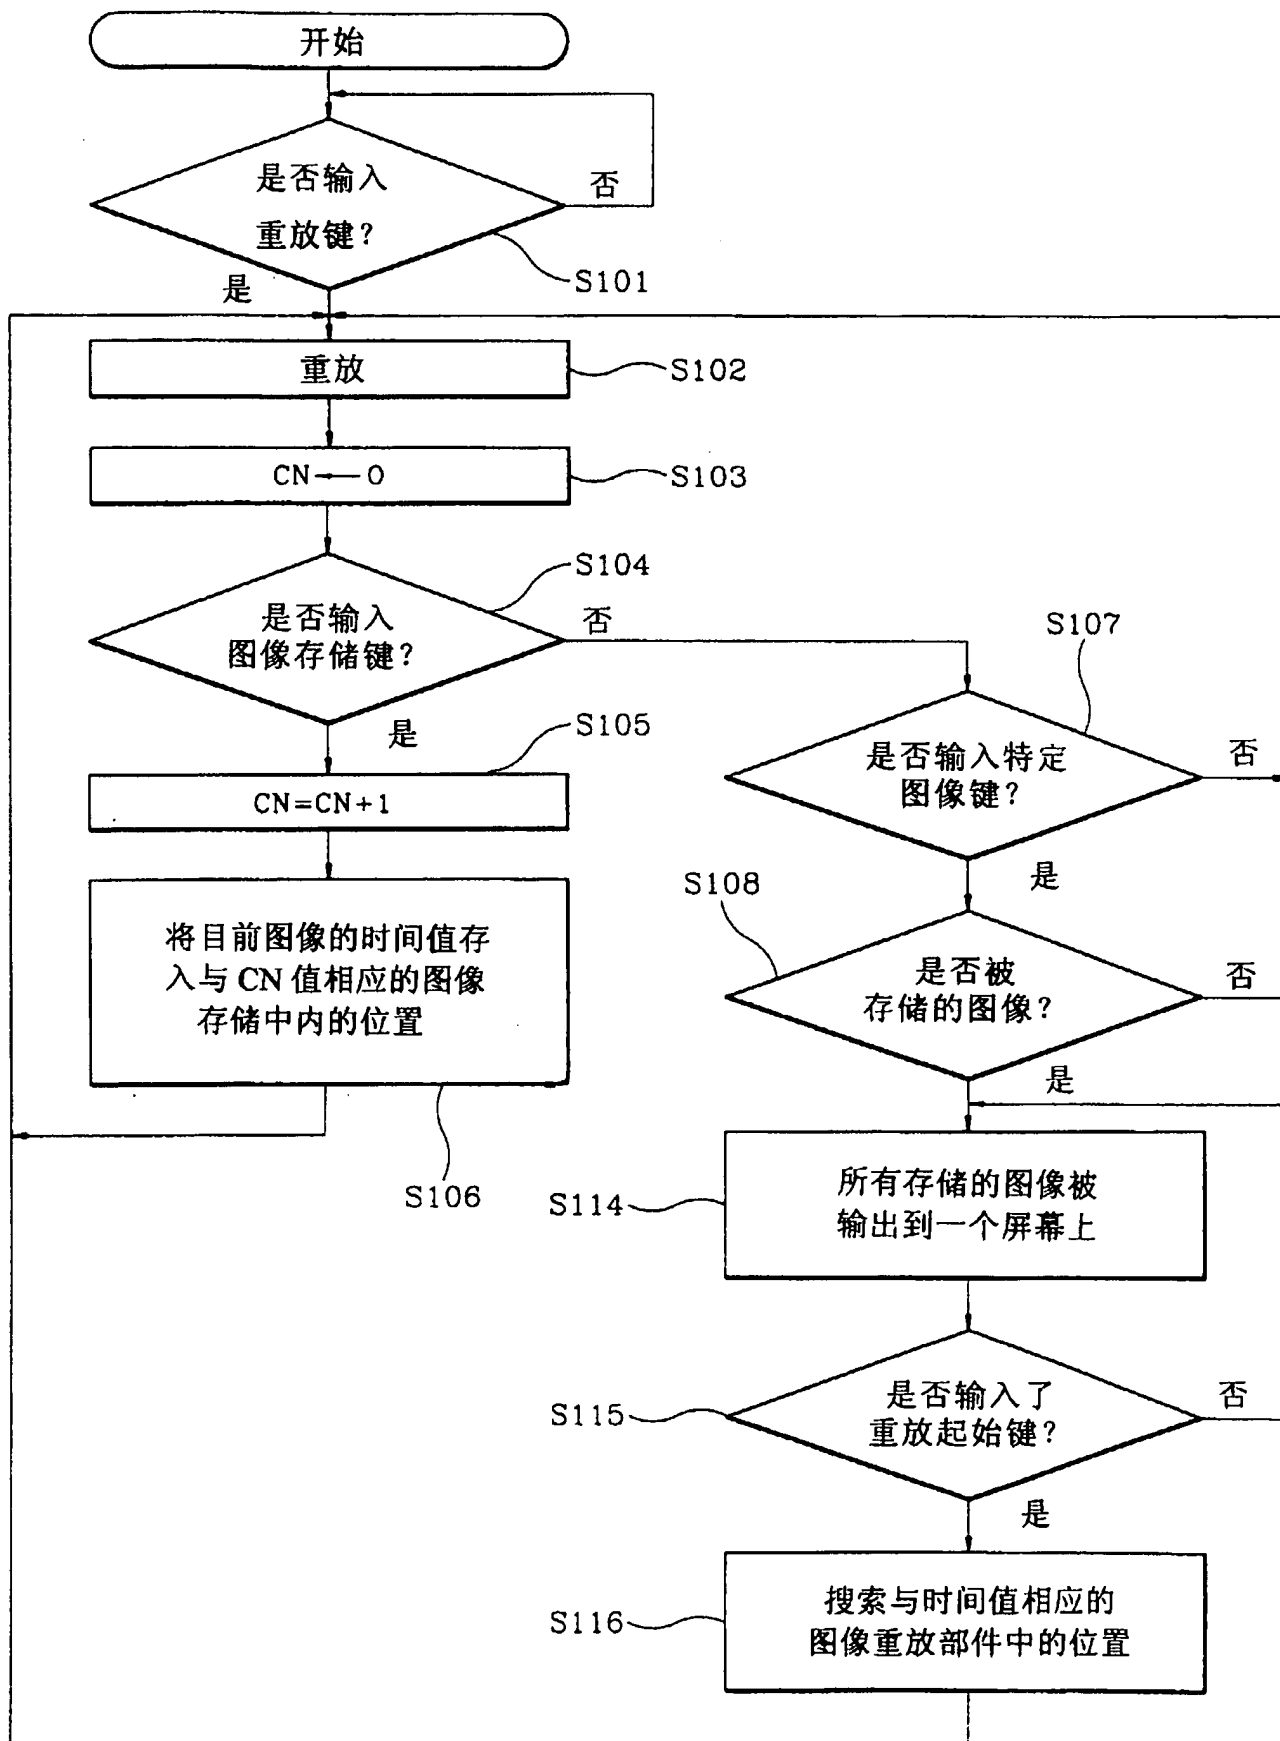 开始
是否输入
重放键？
否
S101
是
重放
S102
CN←0
S103
S104
是否输入
图像存储键？
否
是
S105
CN=CN+1
将目前图像的时间值存
入与 CN 值相应的图像
存储中内的位置
S106
S107
是否输入特定
图像键？
否
是
S108
是否被
存储的图像？
否
是
所有存储的图像被
输出到一个屏幕上
S114
是否输入了
重放起始键？
否
S115
是
搜索与时间值相应的
图像重放部件中的位置
S116